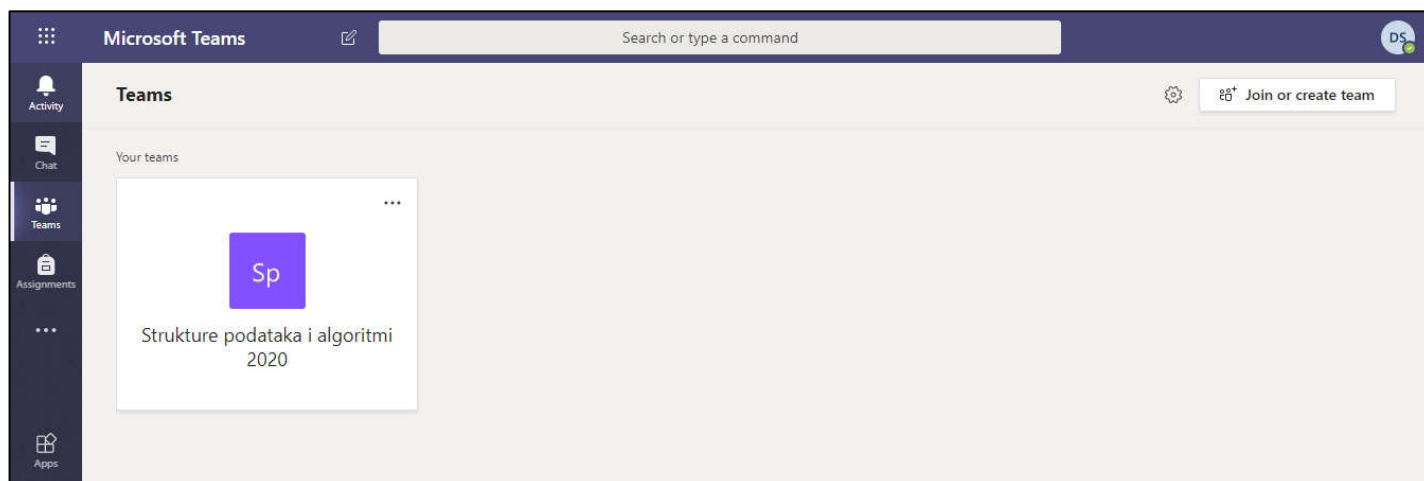 Microsoft Teams
Search or type a command
DS
Activity
Chat
Teams
Assignments
Apps
Teams
Join or create team
Your teams
Sp
Strukture podataka i algoritmi
2020